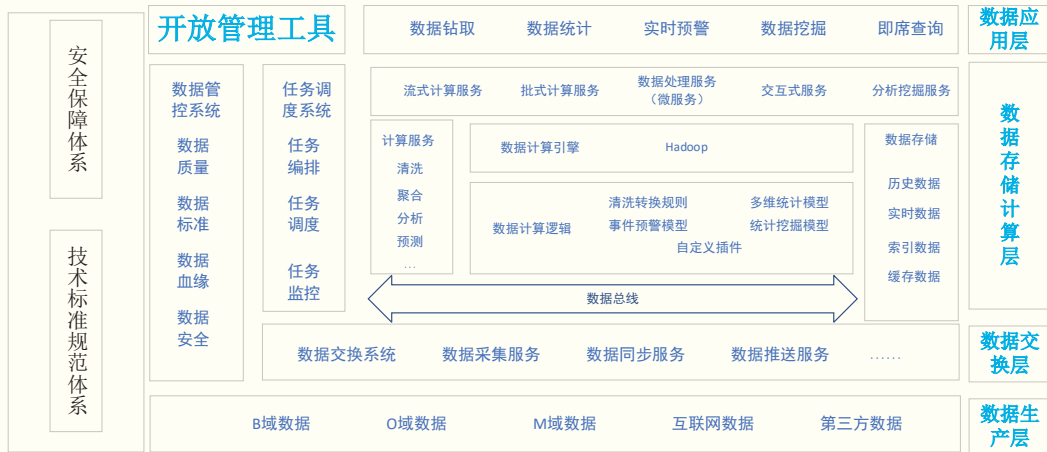 安全保障体系
技术标准规范体系
开放管理工具
数据钻取 数据统计 实时预警 数据挖掘 即席查询
数据应
用层
数据管
控系统
数据
质量
数据
标准
数据
血缘
数据
安全
任务调
度系统
任务
编排
任务
调度
任务
监控
流式计算服务 批式计算服务 数据处理服务
(微服务) 交互式服务 分析挖掘服务
计算服务
清洗
聚合
分析
预测
...
数据计算引擎 Hadoop
数据计算逻辑
清洗转换规则 多维统计模型
事件预警模型 统计挖掘模型
自定义插件
数据存储
历史数据
实时数据
索引数据
缓存数据
数据总线
数据存储计算层
数据交换系统 数据采集服务 数据同步服务 数据推送服务 ......
数据交
换层
B域数据 O域数据 M域数据 互联网数据 第三方数据
数据生
产层